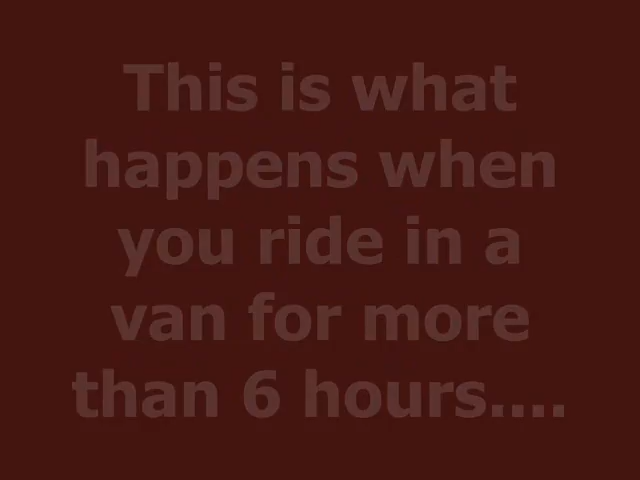 This is what
happens when
you ride in a
van for more
than 6 hours....